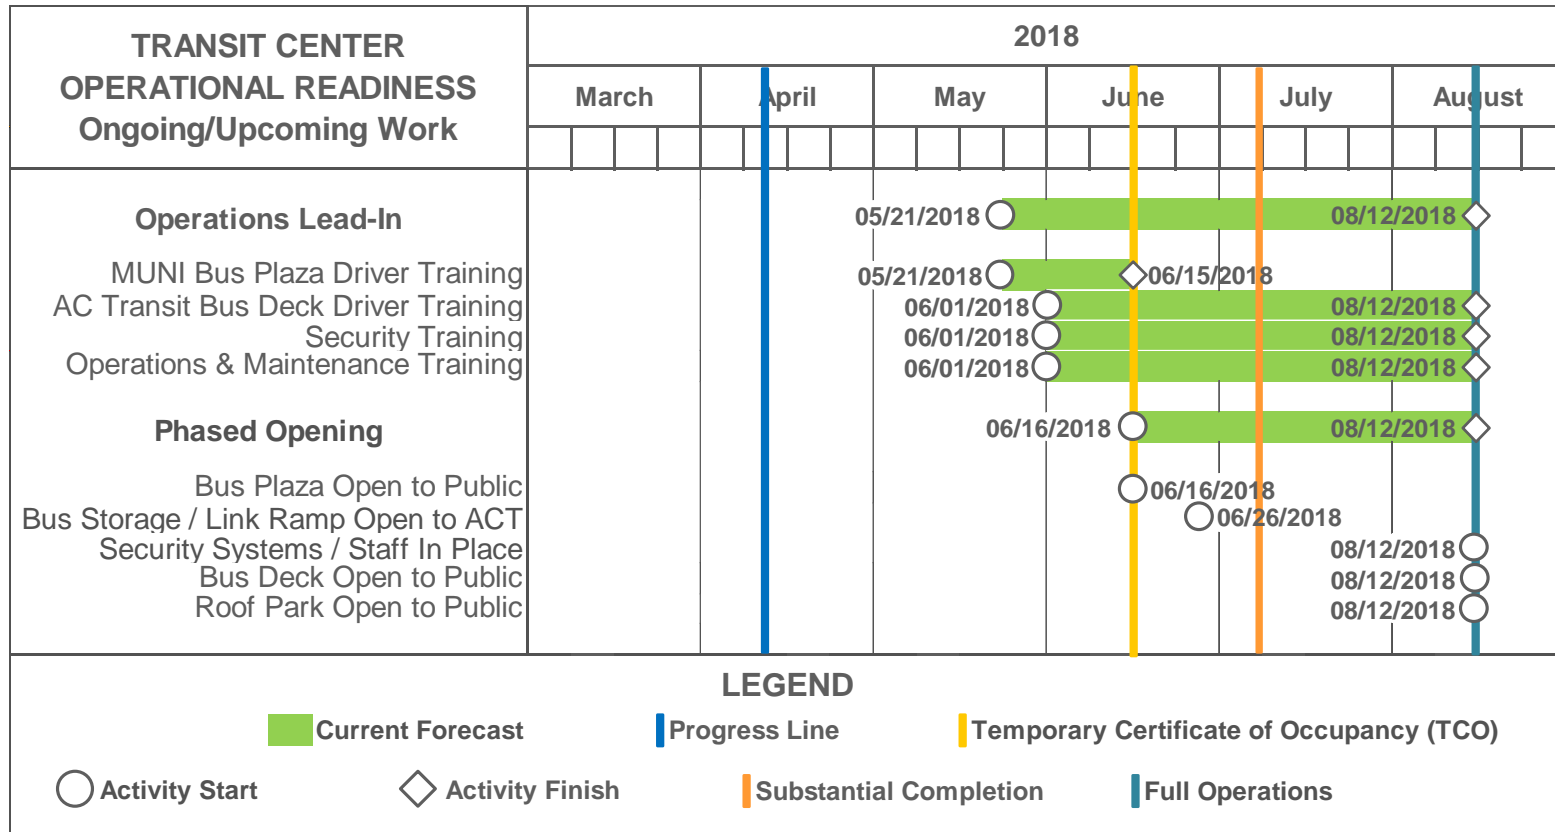 TRANSIT CENTER
OPERATIONAL READINESS
Ongoing/Upcoming Work
2018
March April May June July August
Operations Lead-In 05/21/2018 08/12/2018
MUNI Bus Plaza Driver Training 05/21/2018 06/15/2018
AC Transit Bus Deck Driver Training 06/01/2018 08/12/2018
Security Training 06/01/2018 08/12/2018
Operations & Maintenance Training 06/01/2018 08/12/2018
Phased Opening 06/16/2018 08/12/2018
Bus Plaza Open to Public 06/16/2018
Bus Storage / Link Ramp Open to ACT 06/26/2018
Security Systems / Staff In Place 08/12/2018
Bus Deck Open to Public 08/12/2018
Roof Park Open to Public 08/12/2018
LEGEND
Current Forecast Progress Line Temporary Certificate of Occupancy (TCO)
Activity Start Activity Finish Substantial Completion Full Operations